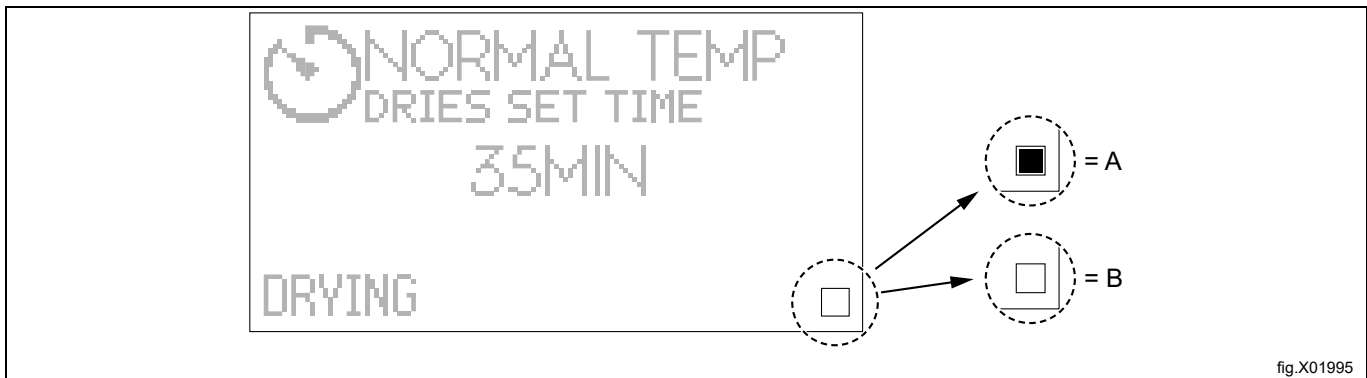 NORMAL TEMP
DRIES SET TIME
35MIN
DRYING
= A
= B
fig.X01995